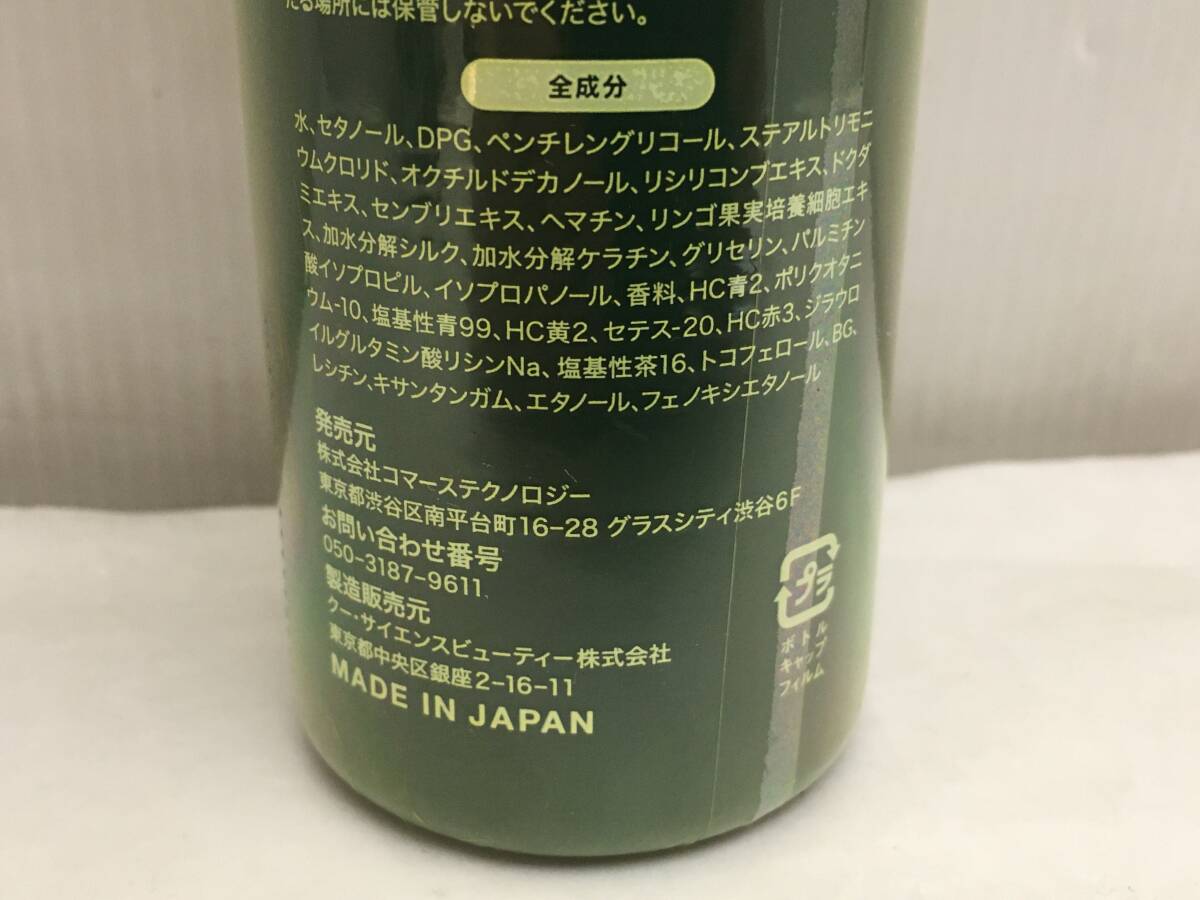 たる場所には保管しないでください。
全成分
水、セタノール、DPG、ペンチレングリコール、ステアルトリモニ
ウムクロリド、オクチルドデカノール、リシリコンブエキス、ドクダ
ミエキス、センブリエキス、ヘマチン、リンゴ果実培養細胞エキ
ス、加水分解シルク、加水分解ケラチン、グリセリン、パルミチン
酸イソプロピル、イソプロパノール、香料、HC青2、ポリクオタニ
ウム-10、塩基性青99、HC黄2、セテス-20、HC赤3、ジラウロ
イルグルタミン酸リシンNa、塩基性茶16、トコフェロール、BG、
レシチン、キサンタンガム、エタノール、フェノキシエタノール
発売元
株式会社コマーステクノロジー
東京都渋谷区南平台町16-28 グラスシティ渋谷6F
お問い合わせ番号
050-3187-9611
製造販売元
クー・サイエンスビューティー株式会社
東京都中央区銀座2-16-11
MADE IN JAPAN
プラ
ボトル
キャップ
フィルム